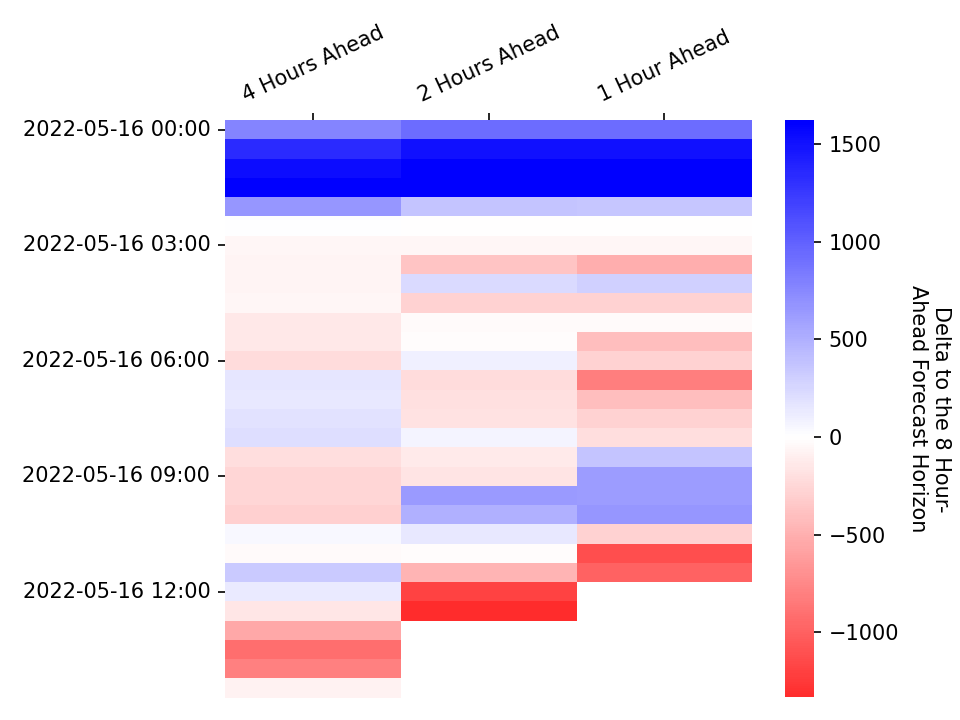 4 Hours Ahead
2 Hours Ahead
1 Hour Ahead
2022-05-16 00:00
2022-05-16 03:00
2022-05-16 06:00
2022-05-16 09:00
2022-05-16 12:00
1500
1000
500
0
−500
−1000
Delta to the 8 Hour-
Ahead Forecast Horizon